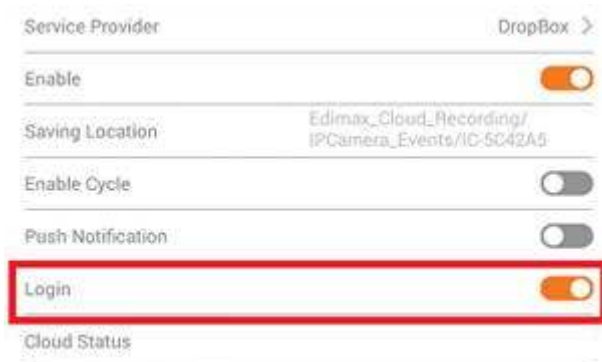 Service Provider DropBox >
Enable
Edimax_Cloud_Recording/
Saving Location IPCamera_Events/IC-5C42A5
Enable Cycle
Push Notification
Login
Cloud Status